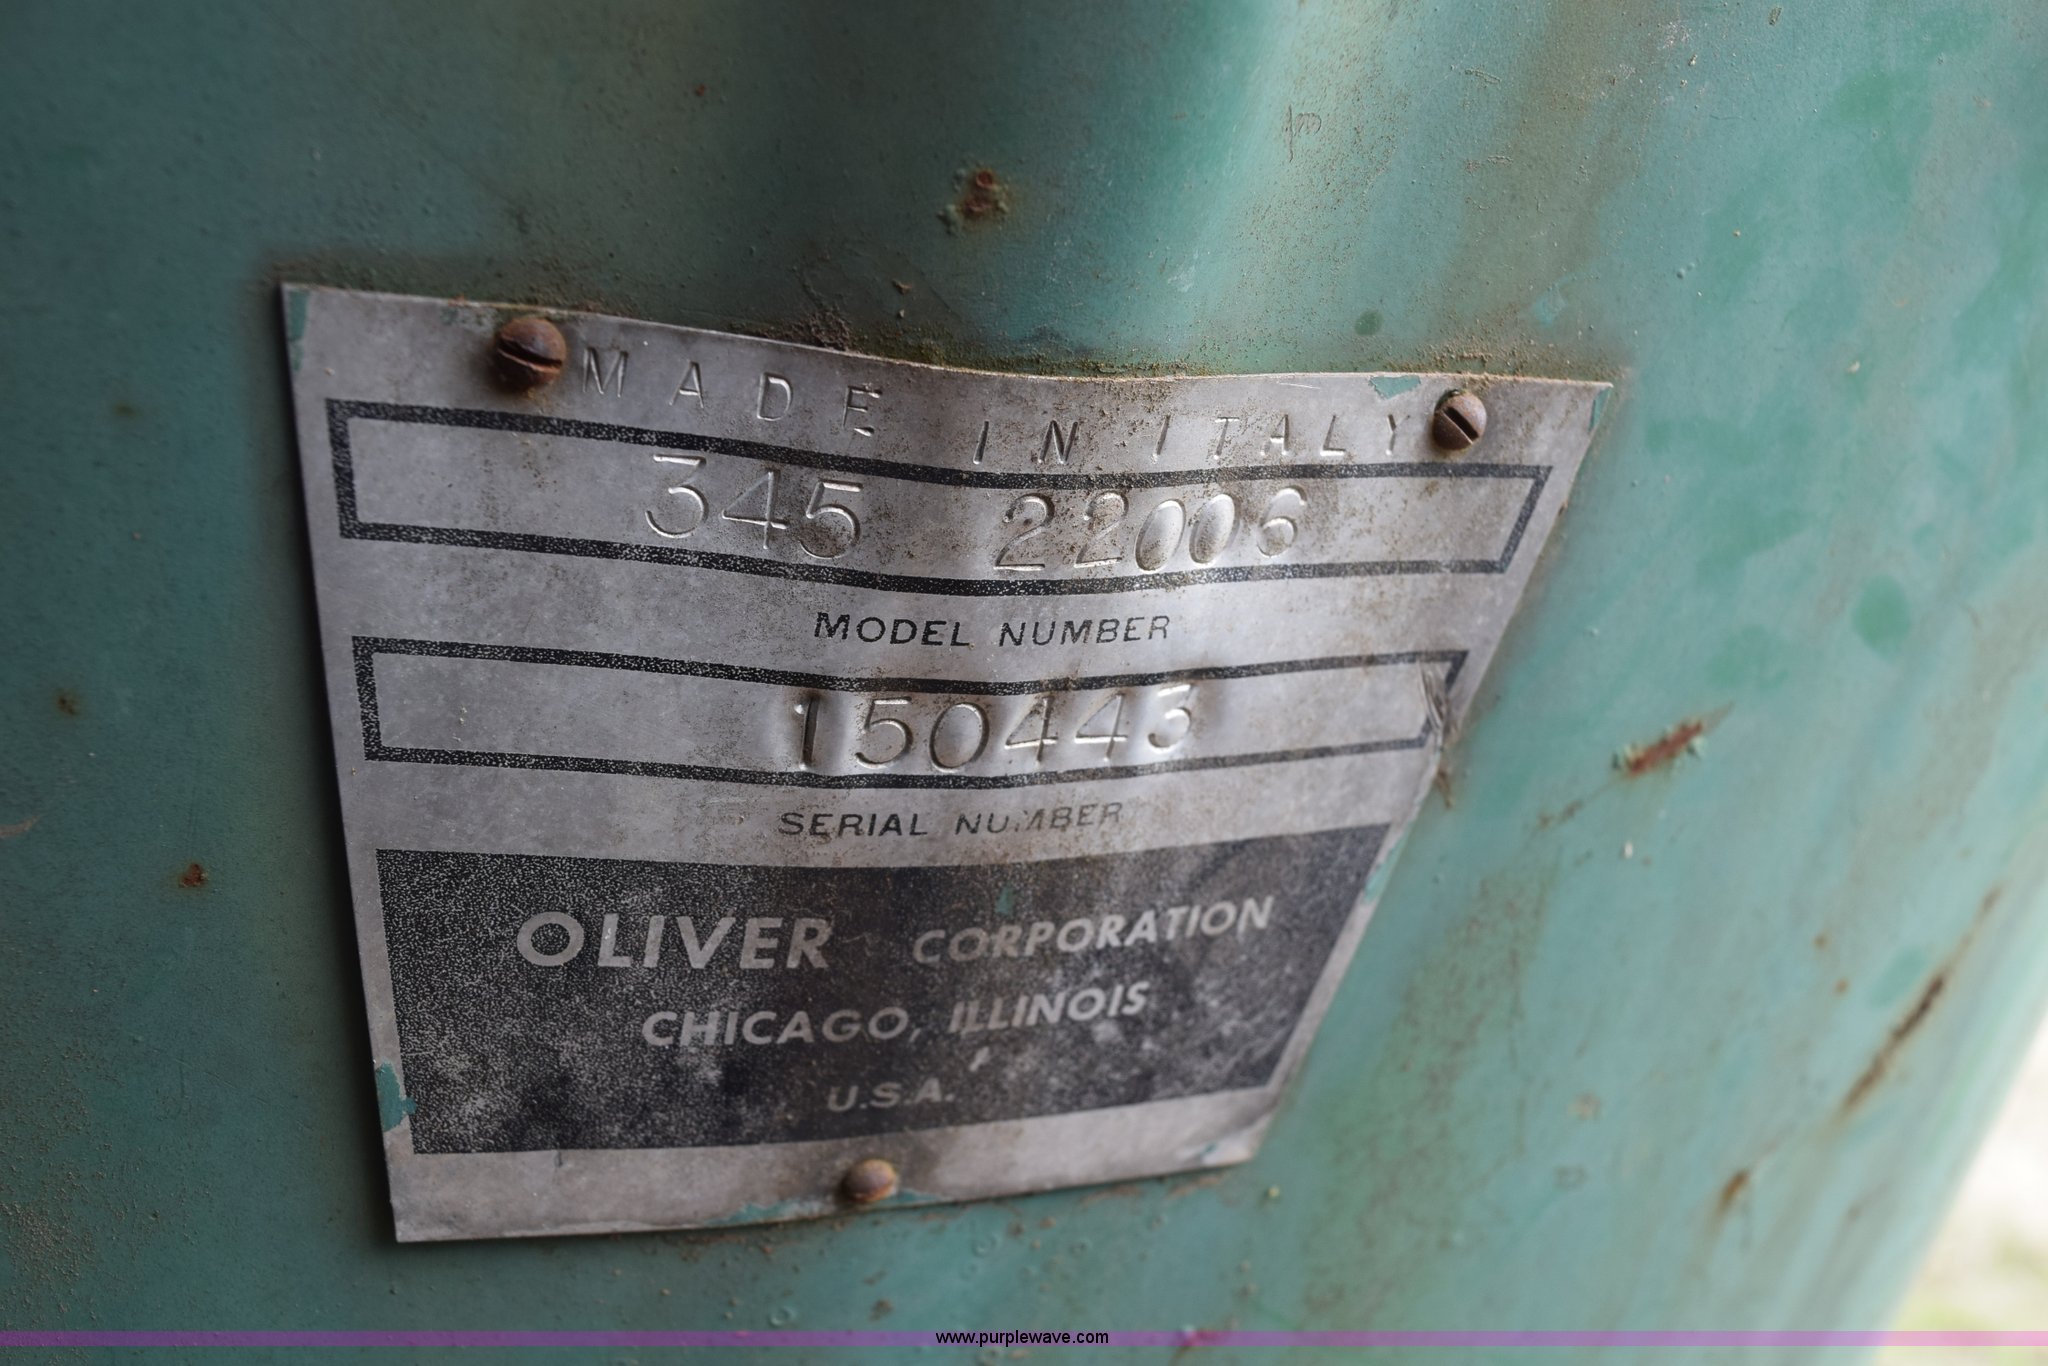 MADE IN ITALY
345 22006
MODEL NUMBER
150443
SERIAL NUMBER
OLIVER CORPORATION
CHICAGO, ILLINOIS
U.S.A.
www.purplewave.com